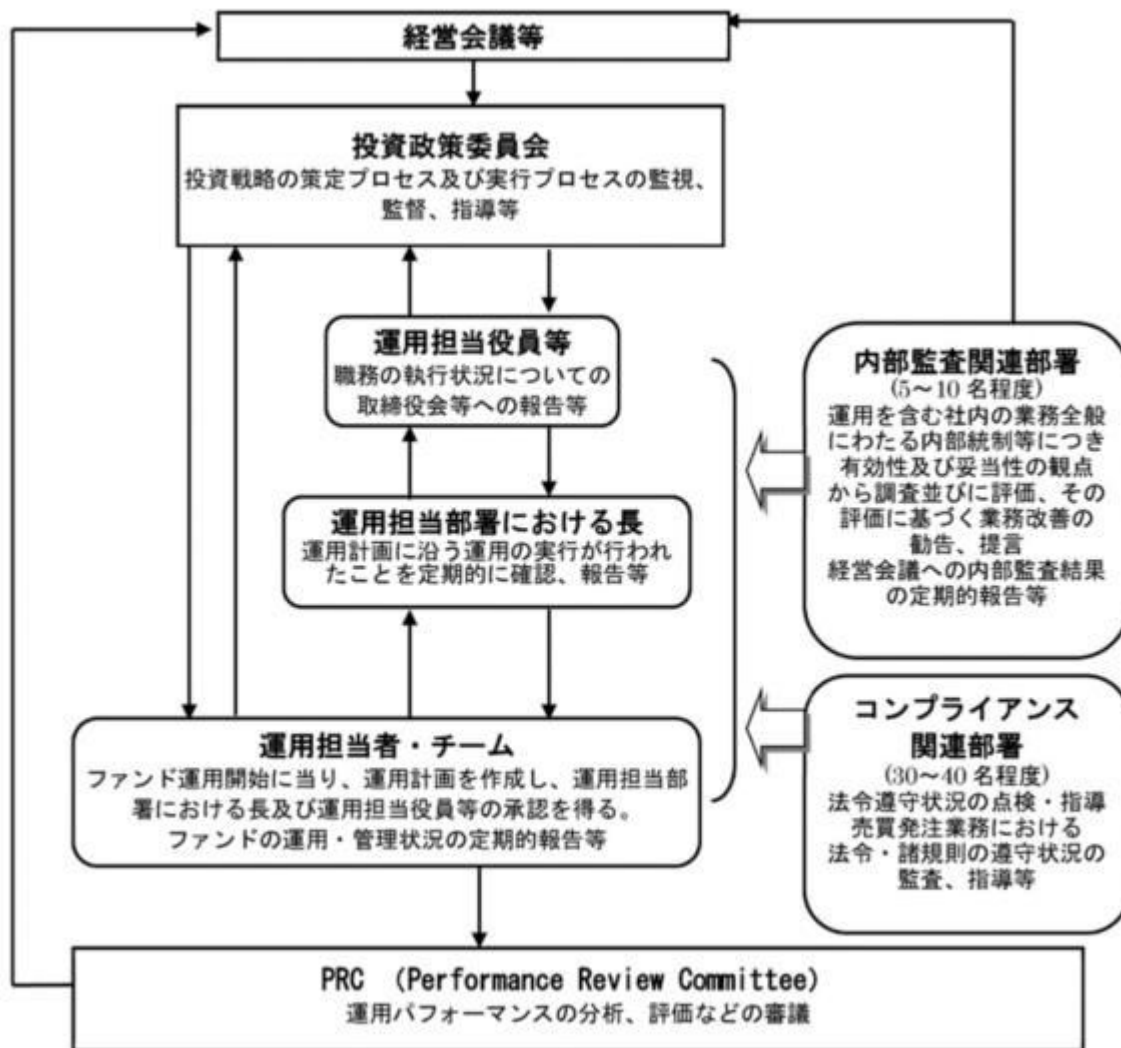 経営会議等
投資政策委員会
投資戦略の策定プロセス及び実行プロセスの監視、
監督、指導等
運用担当役員等
職務の執行状況についての
取締役会等への報告等
運用担当部署における長
運用計画に沿う運用の実行が行われ
たことを定期的に確認、報告等
運用担当者・チーム
ファンド運用開始に当り、運用計画を作成し、運用担当部
署における長及び運用担当役員等の承認を得る。
ファンドの運用・管理状況の定期的報告等
内部監査関連部署
(5～10 名程度)
運用を含む社内の業務全般
にわたる内部統制等につき
有効性及び妥当性の観点
から調査並びに評価、その
評価に基づく業務改善の
勧告、提言
経営会議への内部監査結果
の定期的報告等
コンプライアンス
関連部署
(30～40 名程度)
法令遵守状況の点検・指導
売買発注業務における
法令・諸規則の遵守状況の
監査、指導等
PRC （Performance Review Committee）
運用パフォーマンスの分析、評価などの審議